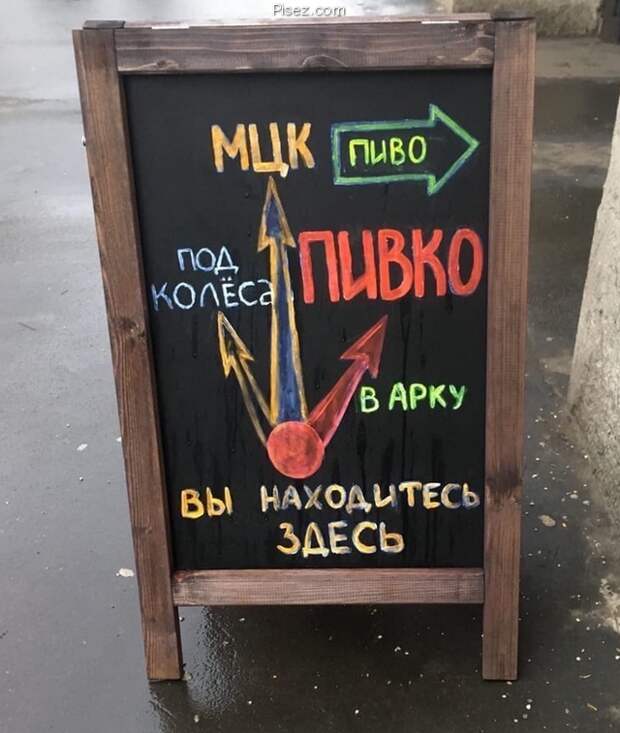 Pisez.com
МЦК
ПИВО
ПИВКО
ПОД
КОЛЁСА
В АРКУ
ВЫ НАХОДИТЕСЬ
ЗДЕСЬ